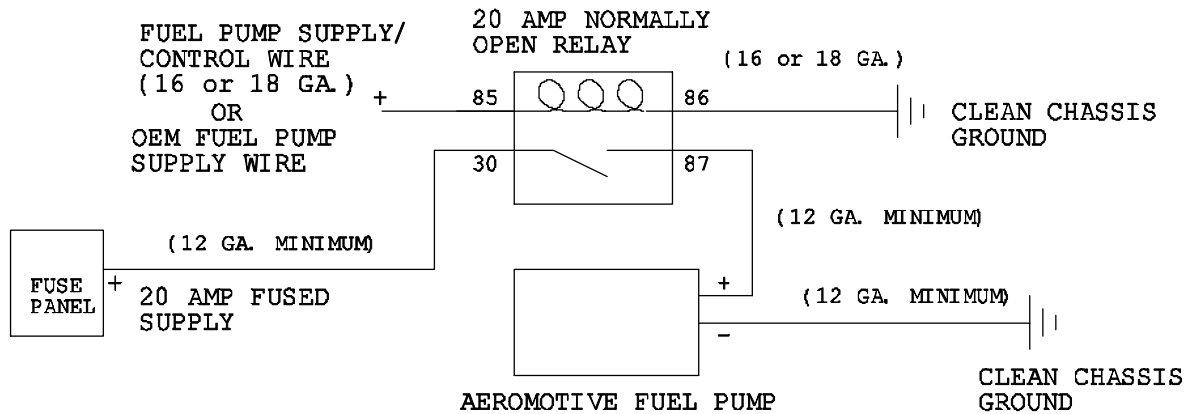 20 AMP NORMALLY
OPEN RELAY
FUEL PUMP SUPPLY/
CONTROL WIRE
(16 or 18 GA.)
OR
OEM FUEL PUMP
SUPPLY WIRE
+
85
86
(16 or 18 GA.)
CLEAN CHASSIS
GROUND
30
87
(12 GA. MINIMUM)
(12 GA. MINIMUM)
FUSE
PANEL
+
20 AMP FUSED
SUPPLY
+
(12 GA. MINIMUM)
-
CLEAN CHASSIS
GROUND
AEROMOTIVE FUEL PUMP